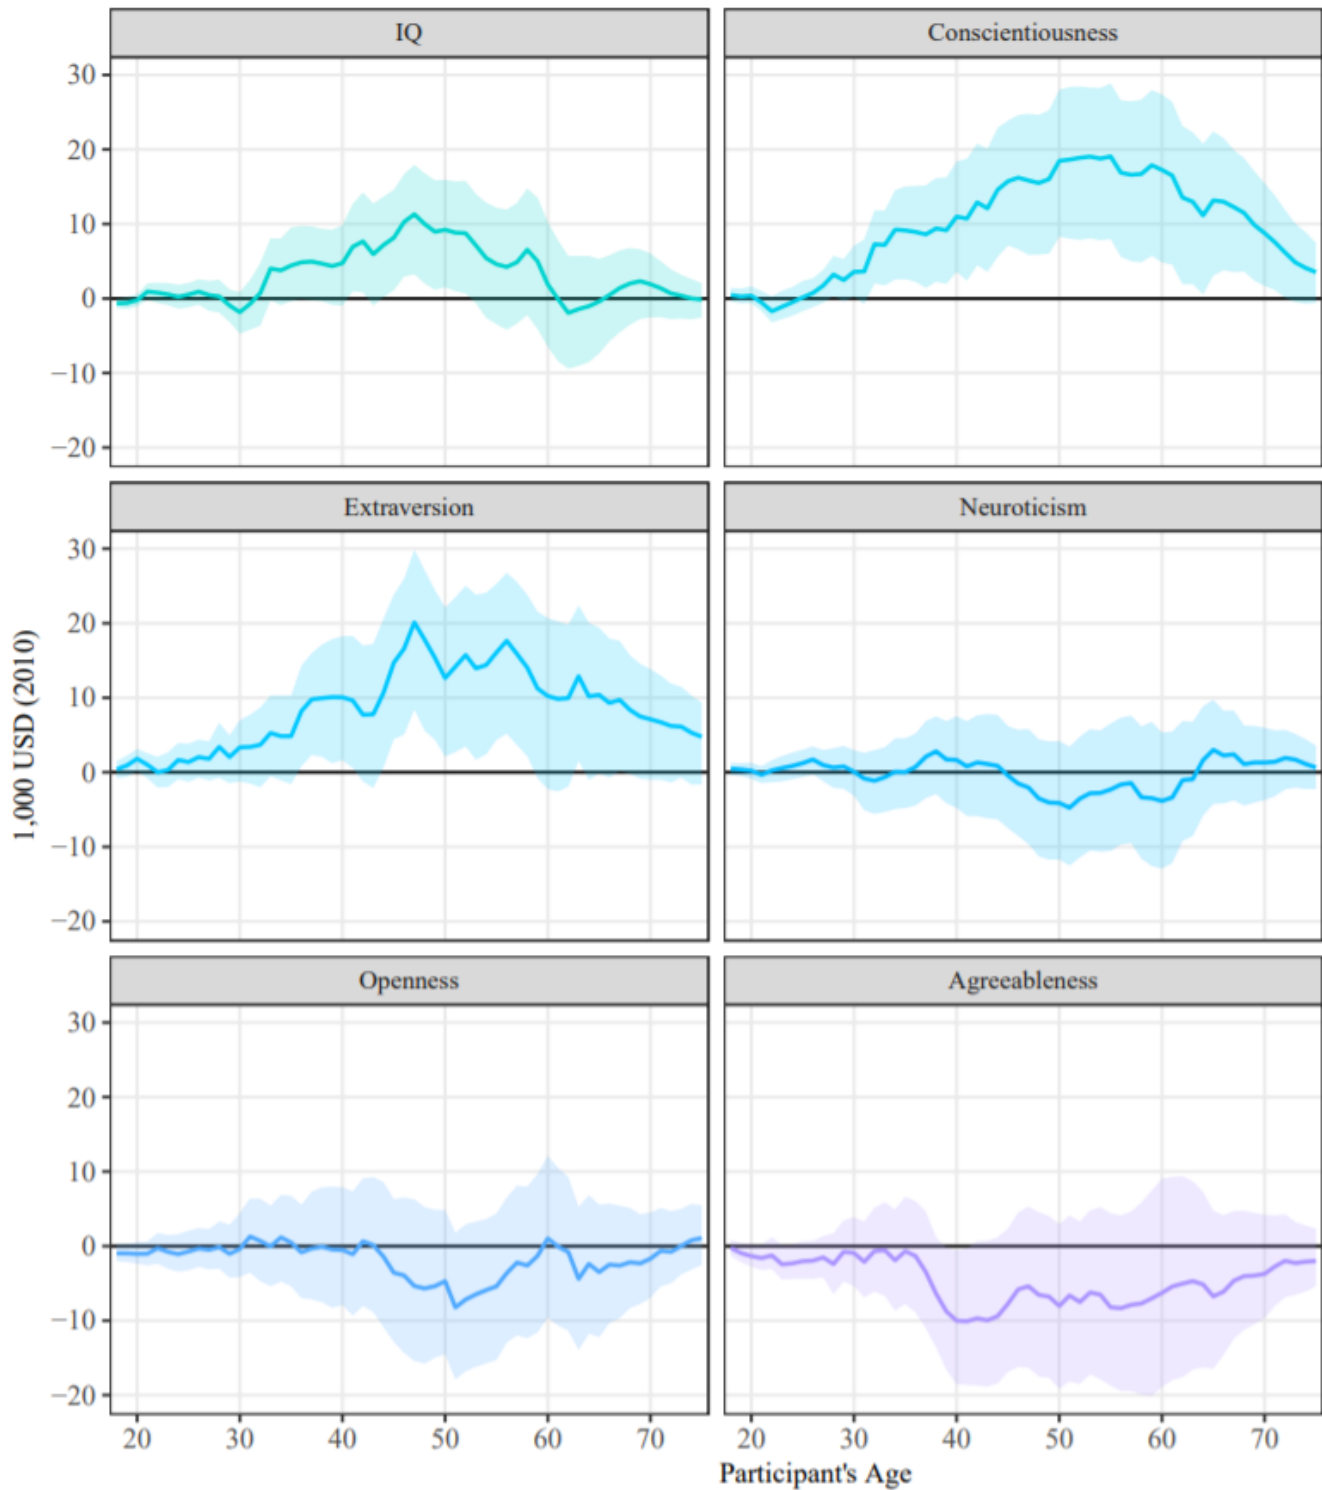 IQ
Conscientiousness
30
20
10
0
−10
−20
Extraversion
Neuroticism
30
20
10
0
−10
−20
1,000 USD (2010)
Openness
Agreeableness
30
20
10
0
−10
−20
20 30 40 50 60 70 20 30 40 50 60 70
Participant's Age